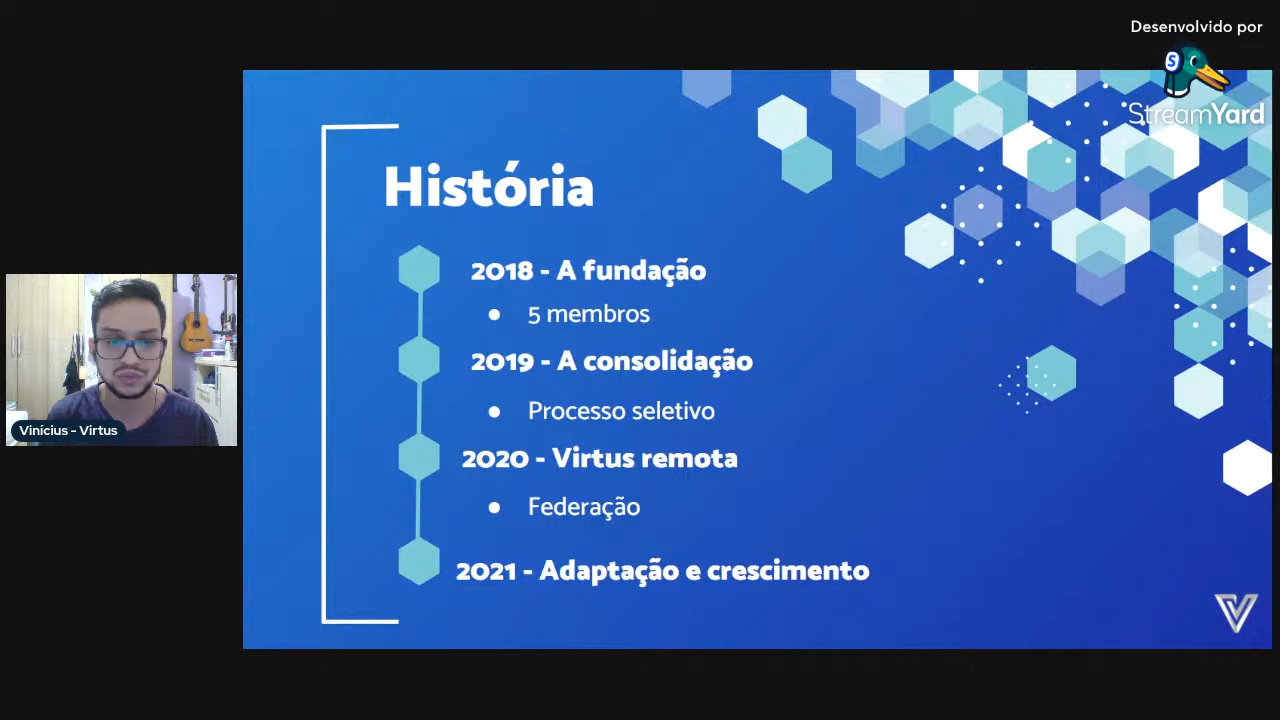 Desenvolvido por
StreamYard
História
2018 - A fundação
● 5 membros
2019 - A consolidação
● Processo seletivo
2020 - Virtus remota
● Federação
2021 - Adaptação e crescimento
Vinícius - Virtus